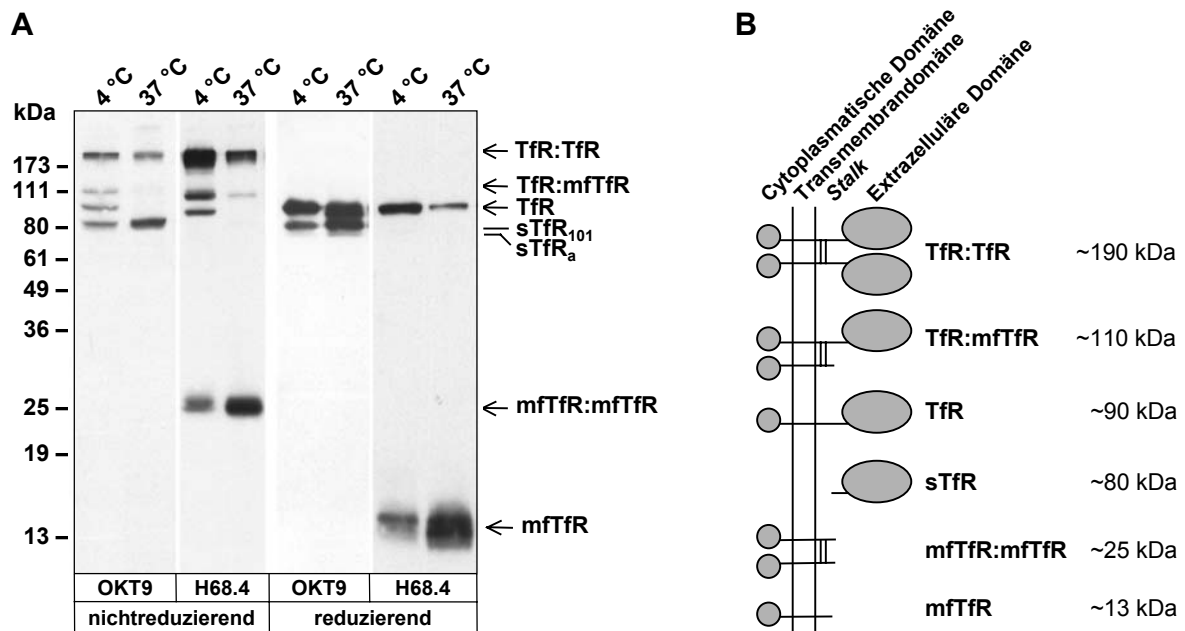 A
4 °C 37 °C 4 °C 37 °C 4 °C 37 °C 4 °C 37 °C
kDa
173
111
80
61
49
36
25
19
13
TfR:TfR
TfR:mfTfR
TfR
sTfR101
sTfRa
mfTfR:mfTfR
mfTfR
OKT9 H68.4 OKT9 H68.4
nichtreduzierend reduzierend
B
Cytoplasmatische Domäne
Transmembrandomäne
Stalk
Extrazelluläre Domäne
TfR:TfR ~190 kDa
TfR:mfTfR ~110 kDa
TfR ~90 kDa
sTfR ~80 kDa
mfTfR:mfTfR ~25 kDa
mfTfR ~13 kDa